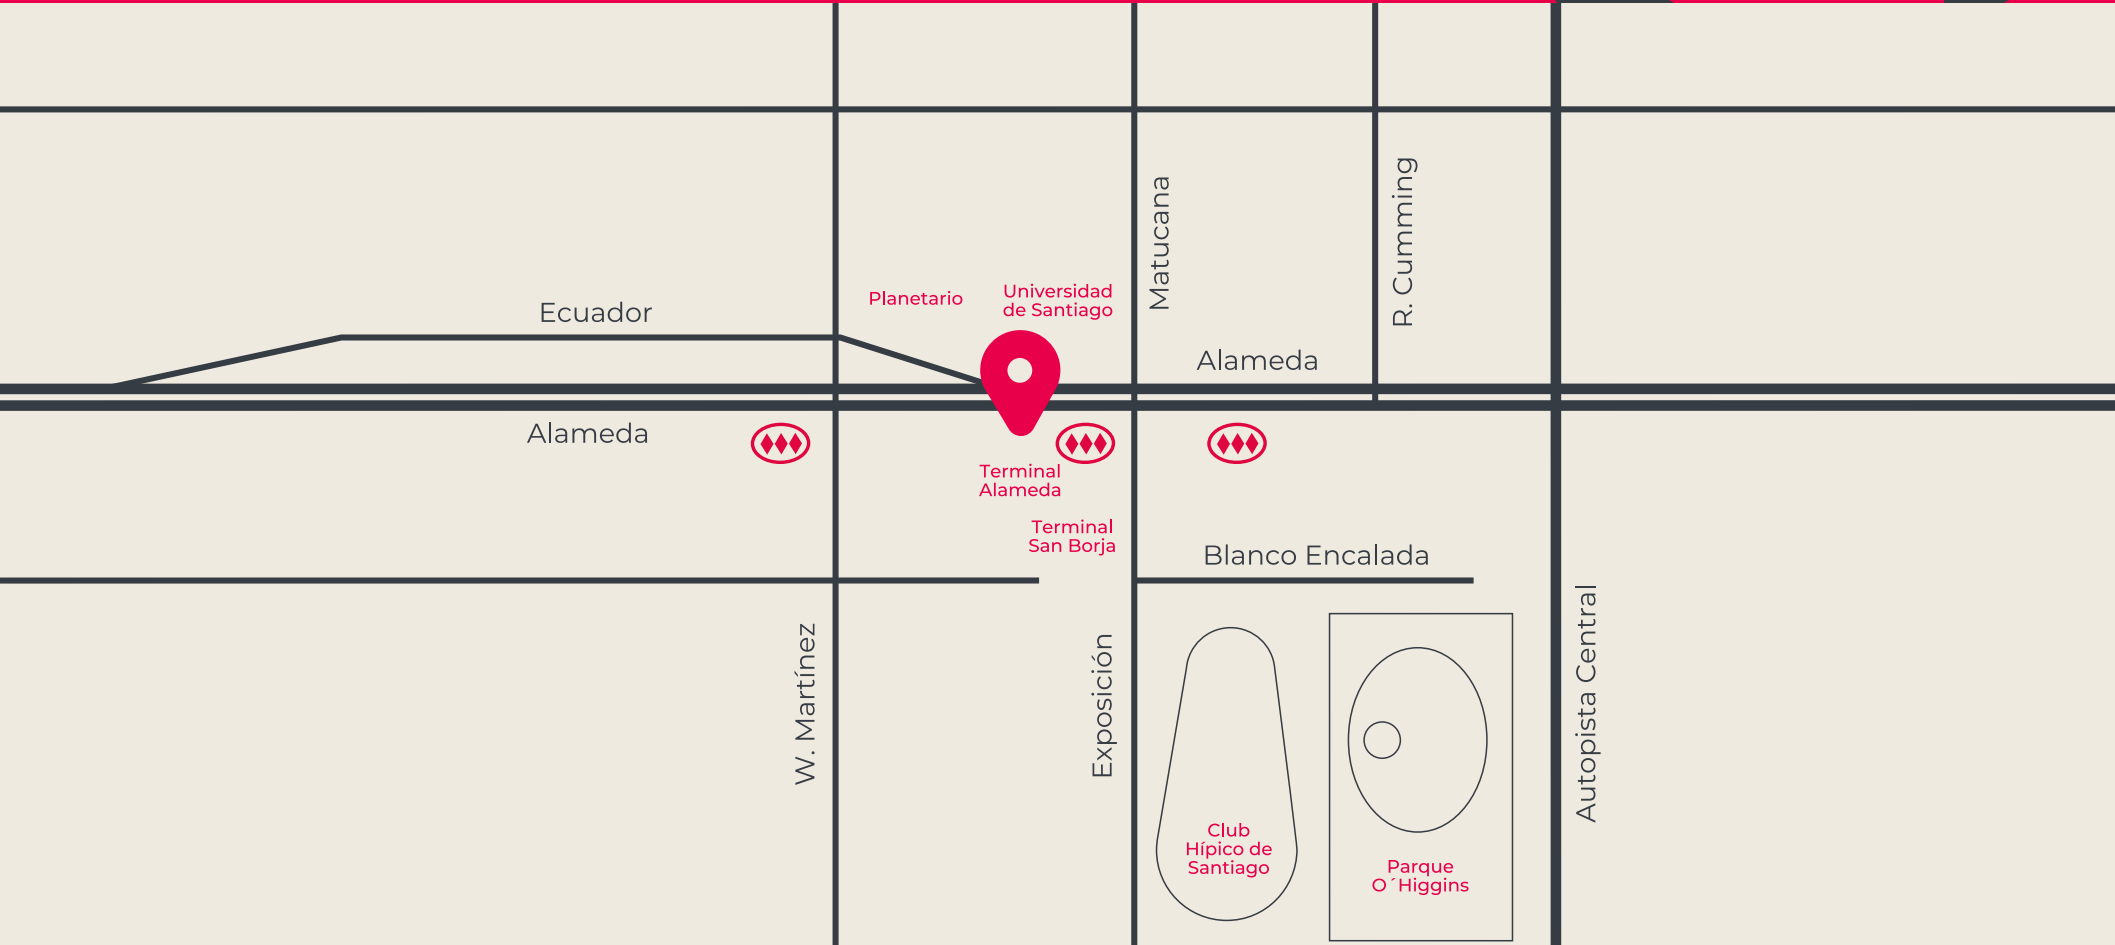 Matucana
R. Cumming
Planetario
Universidad
de Santiago
Ecuador
Alameda
Alameda
Terminal
Alameda
Terminal
San Borja
Blanco Encalada
W. Martínez
Exposición
Autopista Central
Club
Hípico de
Santiago
Parque
O´Higgins